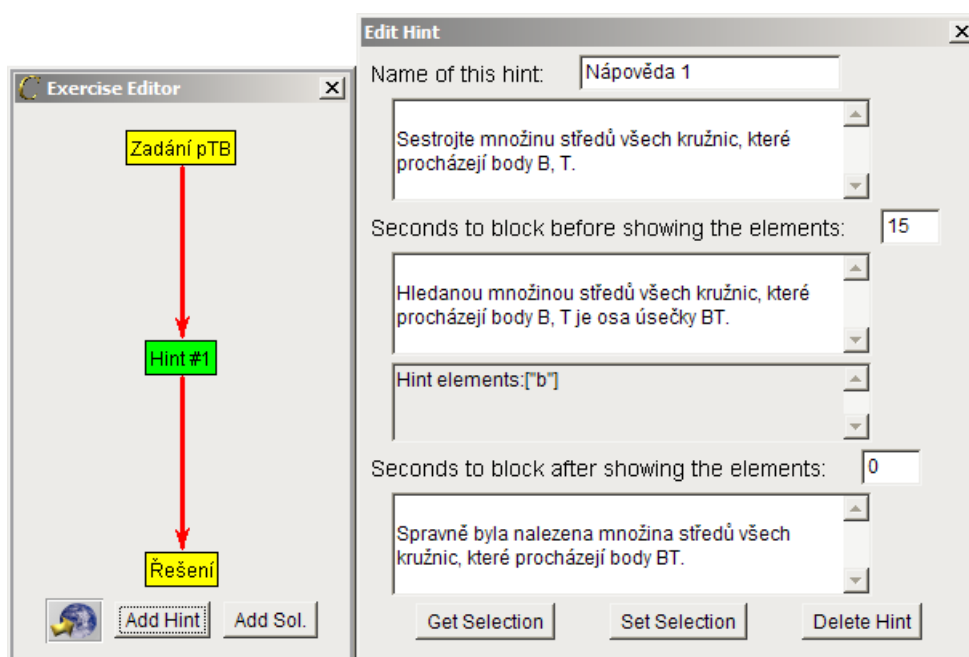 Exercise Editor
Zadání pTB
Hint #1
Řešení
Add Hint
Add Sol.
Edit Hint
Name of this hint:
Nápověda 1
Sestrojte množinu středů všech kružnic, které
procházejí body B, T.
Seconds to block before showing the elements:
15
Hledanou množinou středů všech kružnic, které
procházejí body B, T je osa úsečky BT.
Hint elements:["b"]
Seconds to block after showing the elements:
0
Spravně byla nalezena množina středů všech
kružnic, které procházejí body BT.
Get Selection
Set Selection
Delete Hint